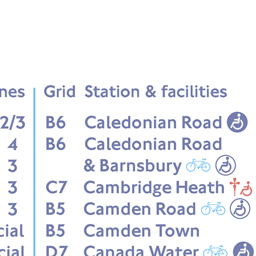 nes Grid Station & facilities
2/3 B6 Caledonian Road
4 B6 Caledonian Road
3 & Barnsbury
3 C7 Cambridge Heath †
3 B5 Camden Road
cial B5 Camden Town
cial D7 Canada Water